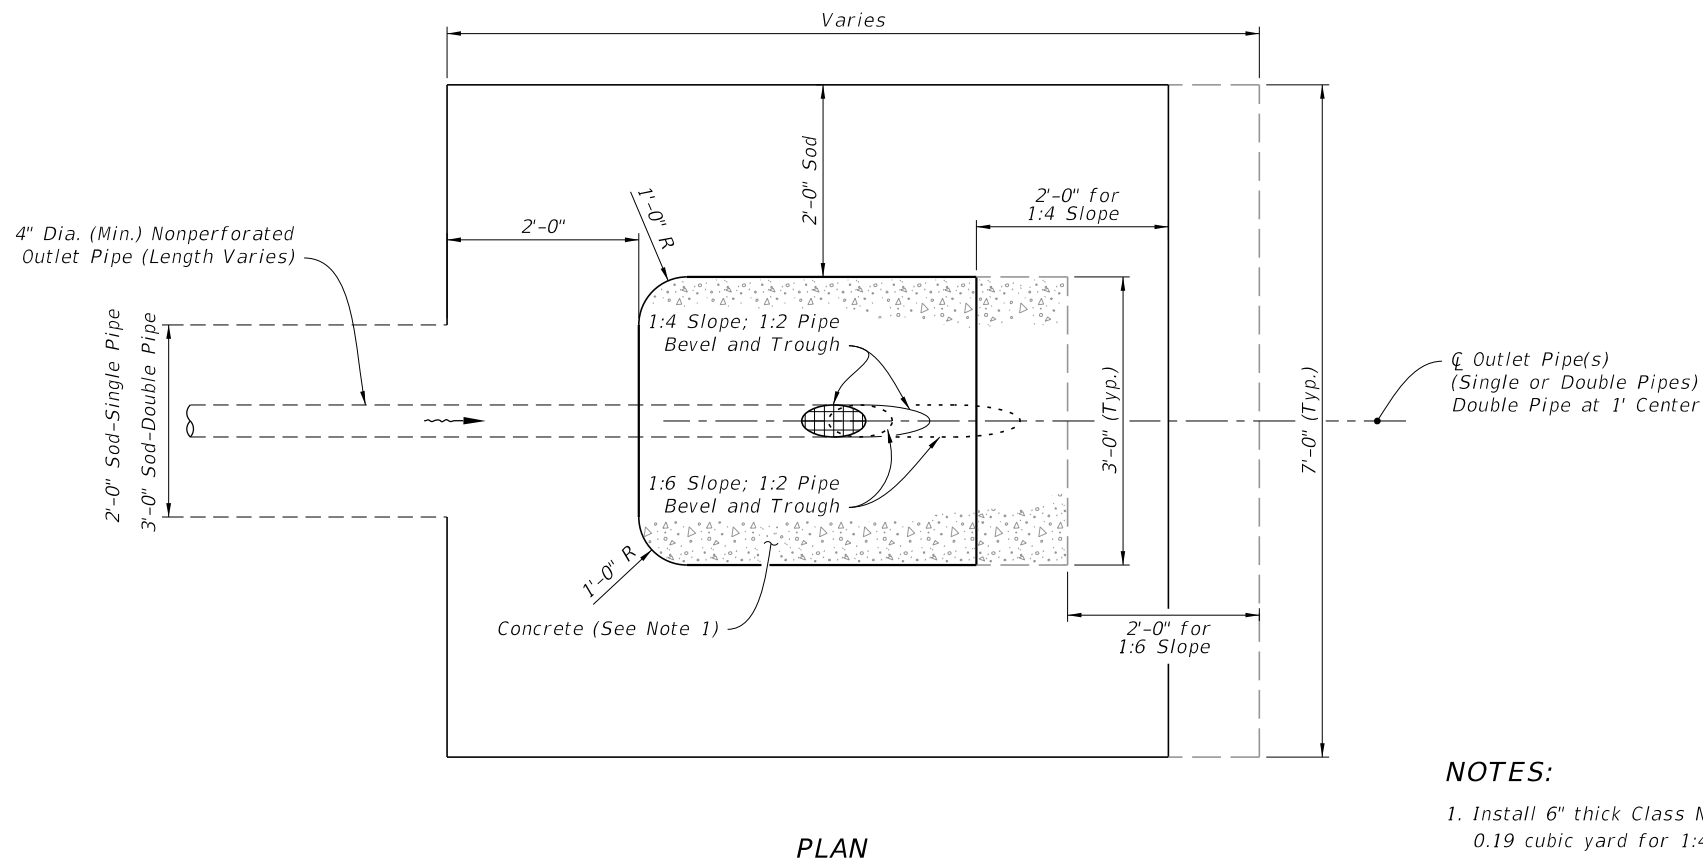 Varies
2'-0" Sod
2'-0" for
1:4 Slope
1'-0" R
2'-0"
4" Dia. (Min.) Nonperforated
Outlet Pipe (Length Varies)
2'-0" Sod-Single Pipe
3'-0" Sod-Double Pipe
1:4 Slope; 1:2 Pipe
Bevel and Trough
3'-0" (Typ.)
7'-0" (Typ.)
℄ Outlet Pipe(s)
(Single or Double Pipes)
Double Pipe at 1' Center
1:6 Slope; 1:2 Pipe
Bevel and Trough
1'-0" R
Concrete (See Note 1)
2'-0" for
1:6 Slope
NOTES:
1. Install 6" thick Class
0.19 cubic yard for
PLAN